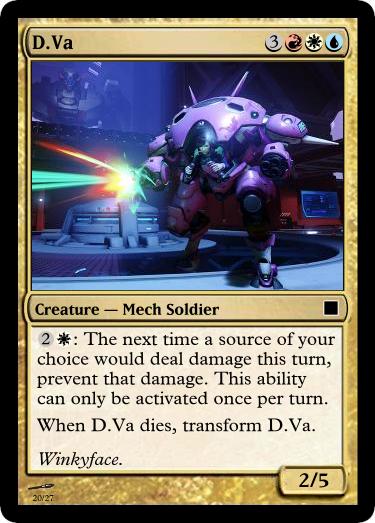 D.Va 3
Creature — Mech Soldier
2 : The next time a source of your
choice would deal damage this turn,
prevent that damage. This ability
can only be activated once per turn.
When D.Va dies, transform D.Va.
Winkyface.
2/5
20/27